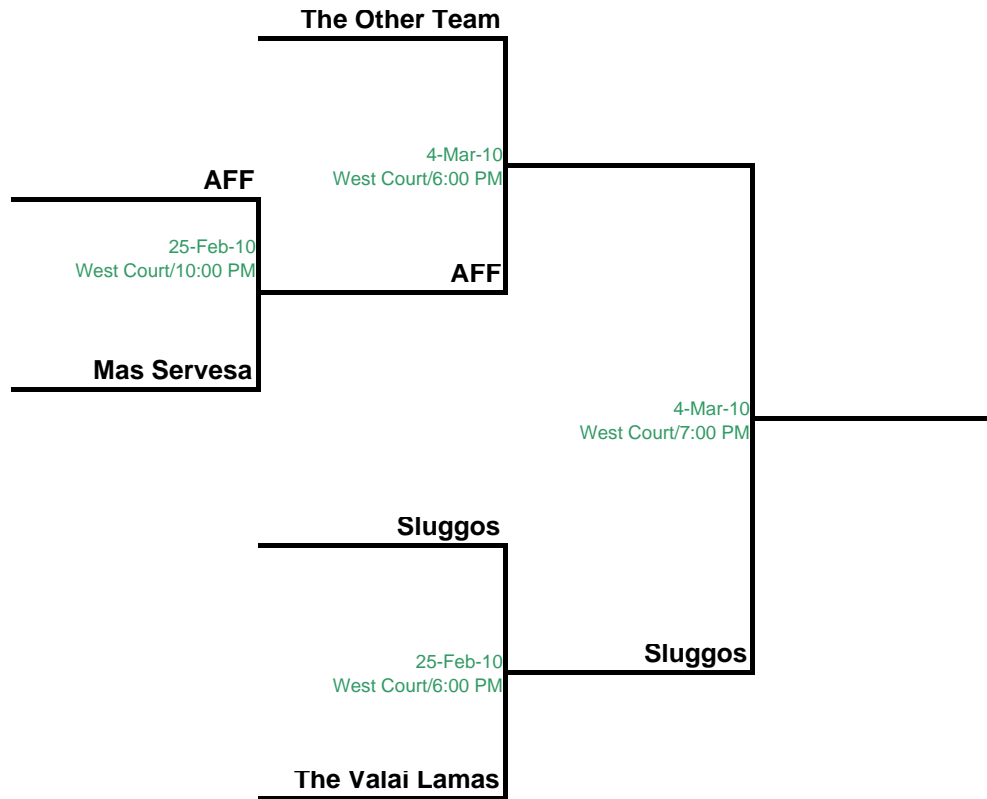 The Other Team
4-Mar-10
West Court/6:00 PM
AFF
25-Feb-10
West Court/10:00 PM
AFF
Mas Servesa
4-Mar-10
West Court/7:00 PM
Sluggos
Sluggos
25-Feb-10
West Court/6:00 PM
The Valai Lamas